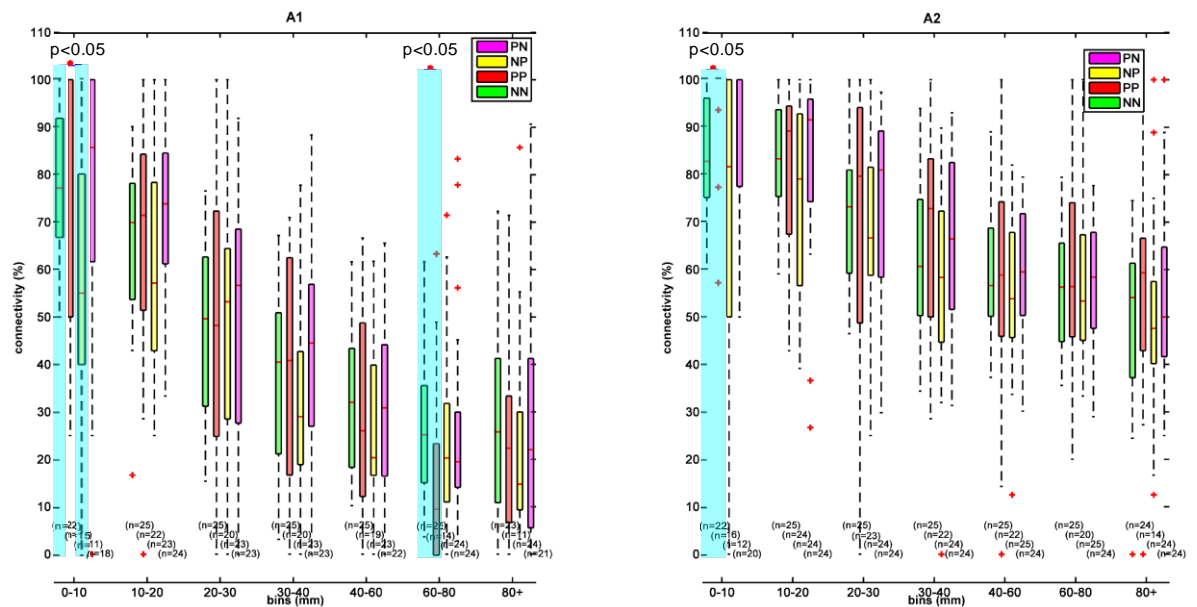 A1
p<0.05
p<0.05
PN
NP
PP
NN
110
100
90
80
70
60
50
40
30
20
10
0
connectivity (%)
(n=22) (n=25) (n=25) (n=25) (n=25) (n=25) (n=23)
(n=22) (n=20) (n=20) (n=19) (n=14) (n=11)
(n=11) (n=23) (n=23) (n=23) (n=23) (n=24) (n=24)
(n=18) (n=24) (n=23) (n=23) (n=22) (n=24) (n=21)
0-10 10-20 20-30 30-40 40-60 60-80 80+
bins (mm)
A2
p<0.05
PN
NP
PP
NN
110
100
90
80
70
60
50
40
30
20
10
0
connectivity (%)
(n=22) (n=25) (n=25) (n=22) (n=22) (n=25) (n=24)
(n=16) (n=24) (n=23) (n=22) (n=20) (n=14)
(n=12) (n=24) (n=24) (n=24) (n=25) (n=25) (n=24)
(n=20) (n=24) (n=24) (n=24) (n=24) (n=24) (n=24)
0-10 10-20 20-30 30-40 40-60 60-80 80+
bins (mm)